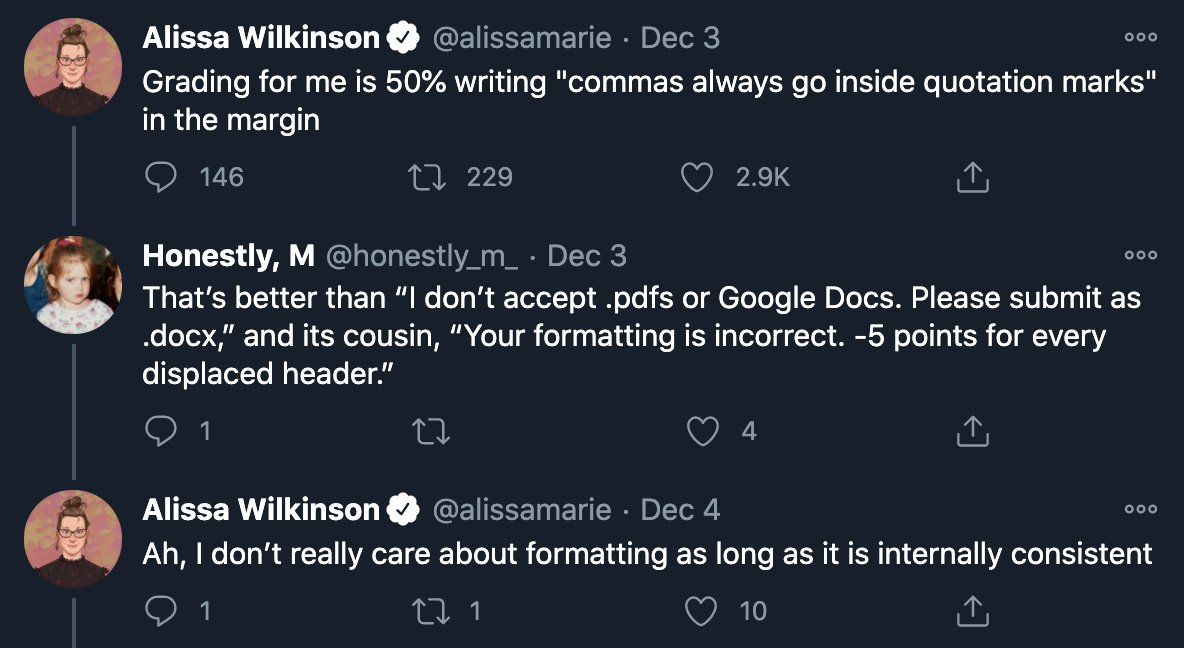 Alissa Wilkinson @alissamarie · Dec 3
Grading for me is 50% writing "commas always go inside quotation marks"
in the margin
146 229 2.9K
Honestly, M @honestly_m_ · Dec 3
That’s better than “I don’t accept .pdfs or Google Docs. Please submit as
.docx,” and its cousin, “Your formatting is incorrect. -5 points for every
displaced header.”
1 4
Alissa Wilkinson @alissamarie · Dec 4
Ah, I don’t really care about formatting as long as it is internally consistent
1 1 10